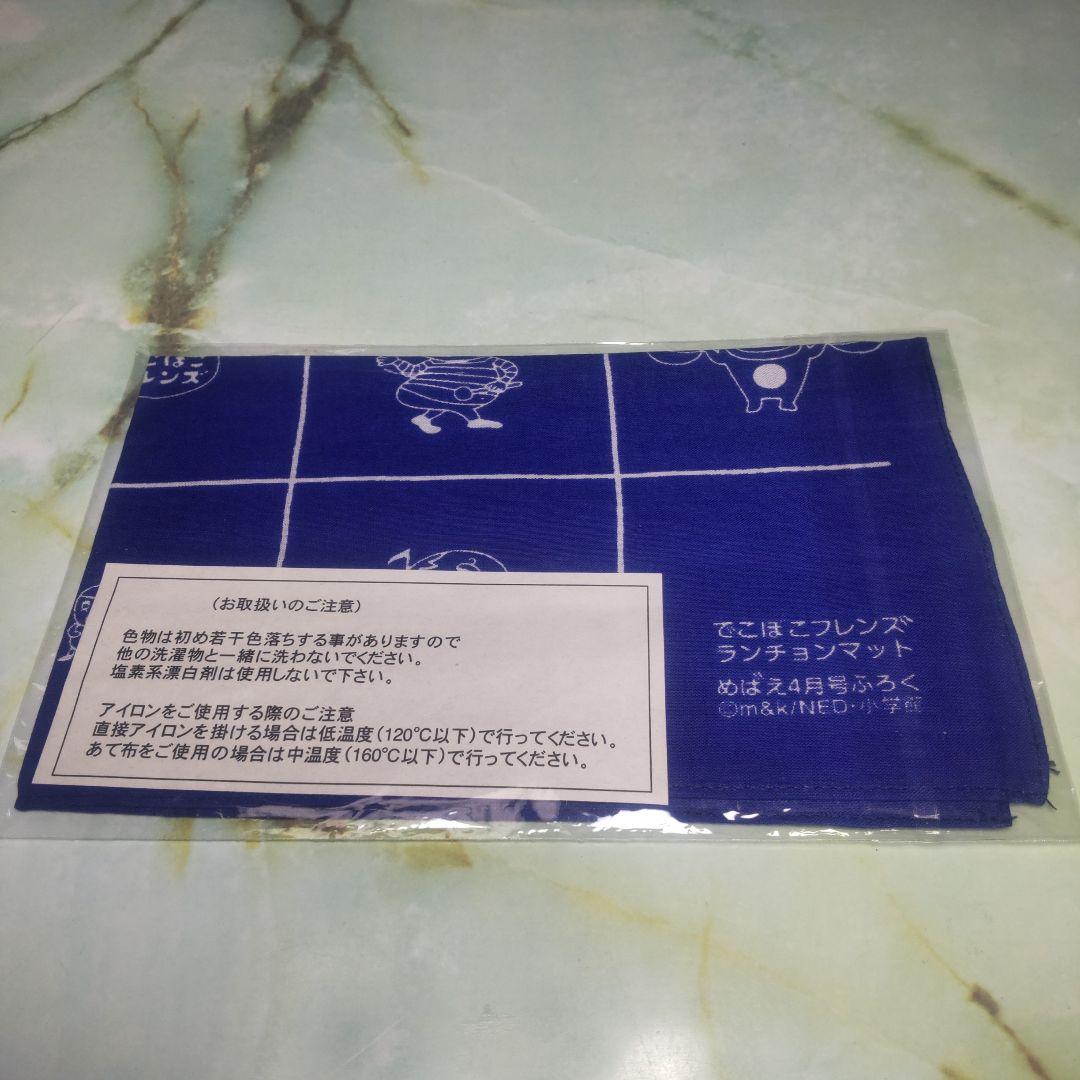 こぼこ
レンズ
(お取扱いのご注意)
色物は初め若干色落ちする事がありますので
他の洗濯物と一緒に洗わないでください。
塩素系漂白剤は使用しないで下さい。
アイロンをご使用する際のご注意
直接アイロンを掛ける場合は低温度(120℃以下)で行ってください。
あて布をご使用の場合は中温度(160℃以下)で行ってください。
でこぼこフレンズ
ランチョンマット
めばえ4月号ふろく
©m&k/NED・小学館